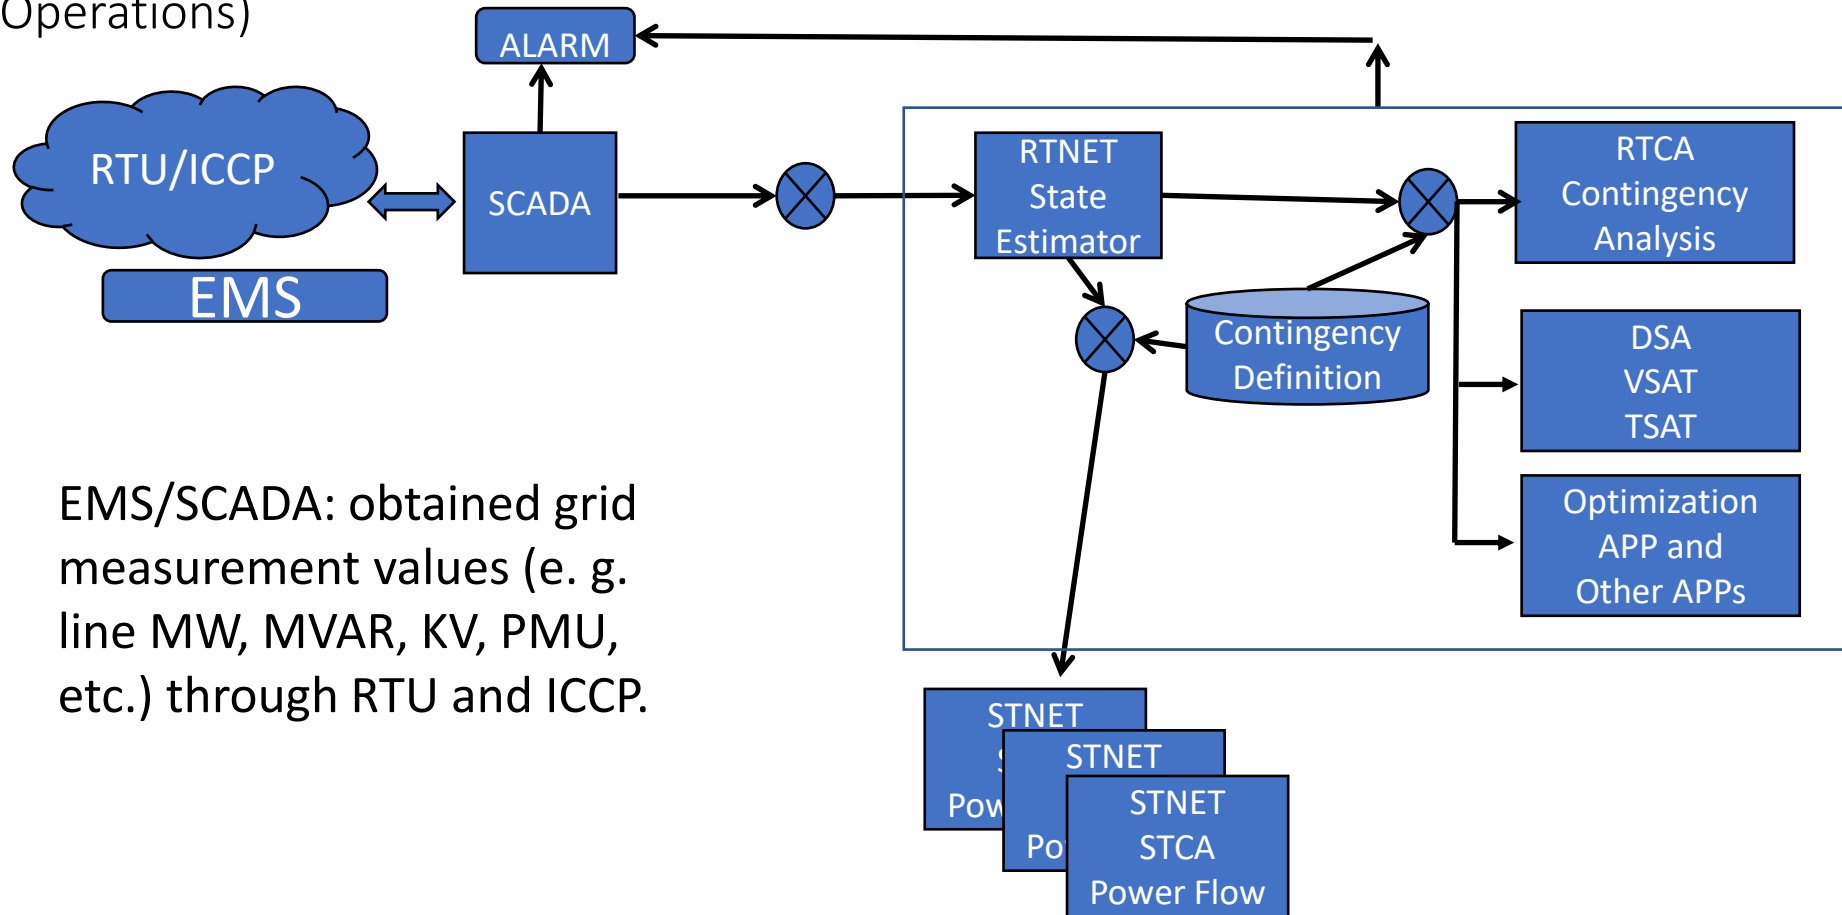 Operations)
ALARM
RTU/ICCP
SCADA
EMS
RTNET
State
Estimator
RTCA
Contingency
Analysis
Contingency
Definition
DSA
VSAT
TSAT
Optimization
APP and
Other APPs
EMS/SCADA: obtained grid
measurement values (e. g.
line MW, MVAR, KV, PMU,
etc.) through RTU and ICCP.
STNET
STNET
STNET
STCA
Power Flow